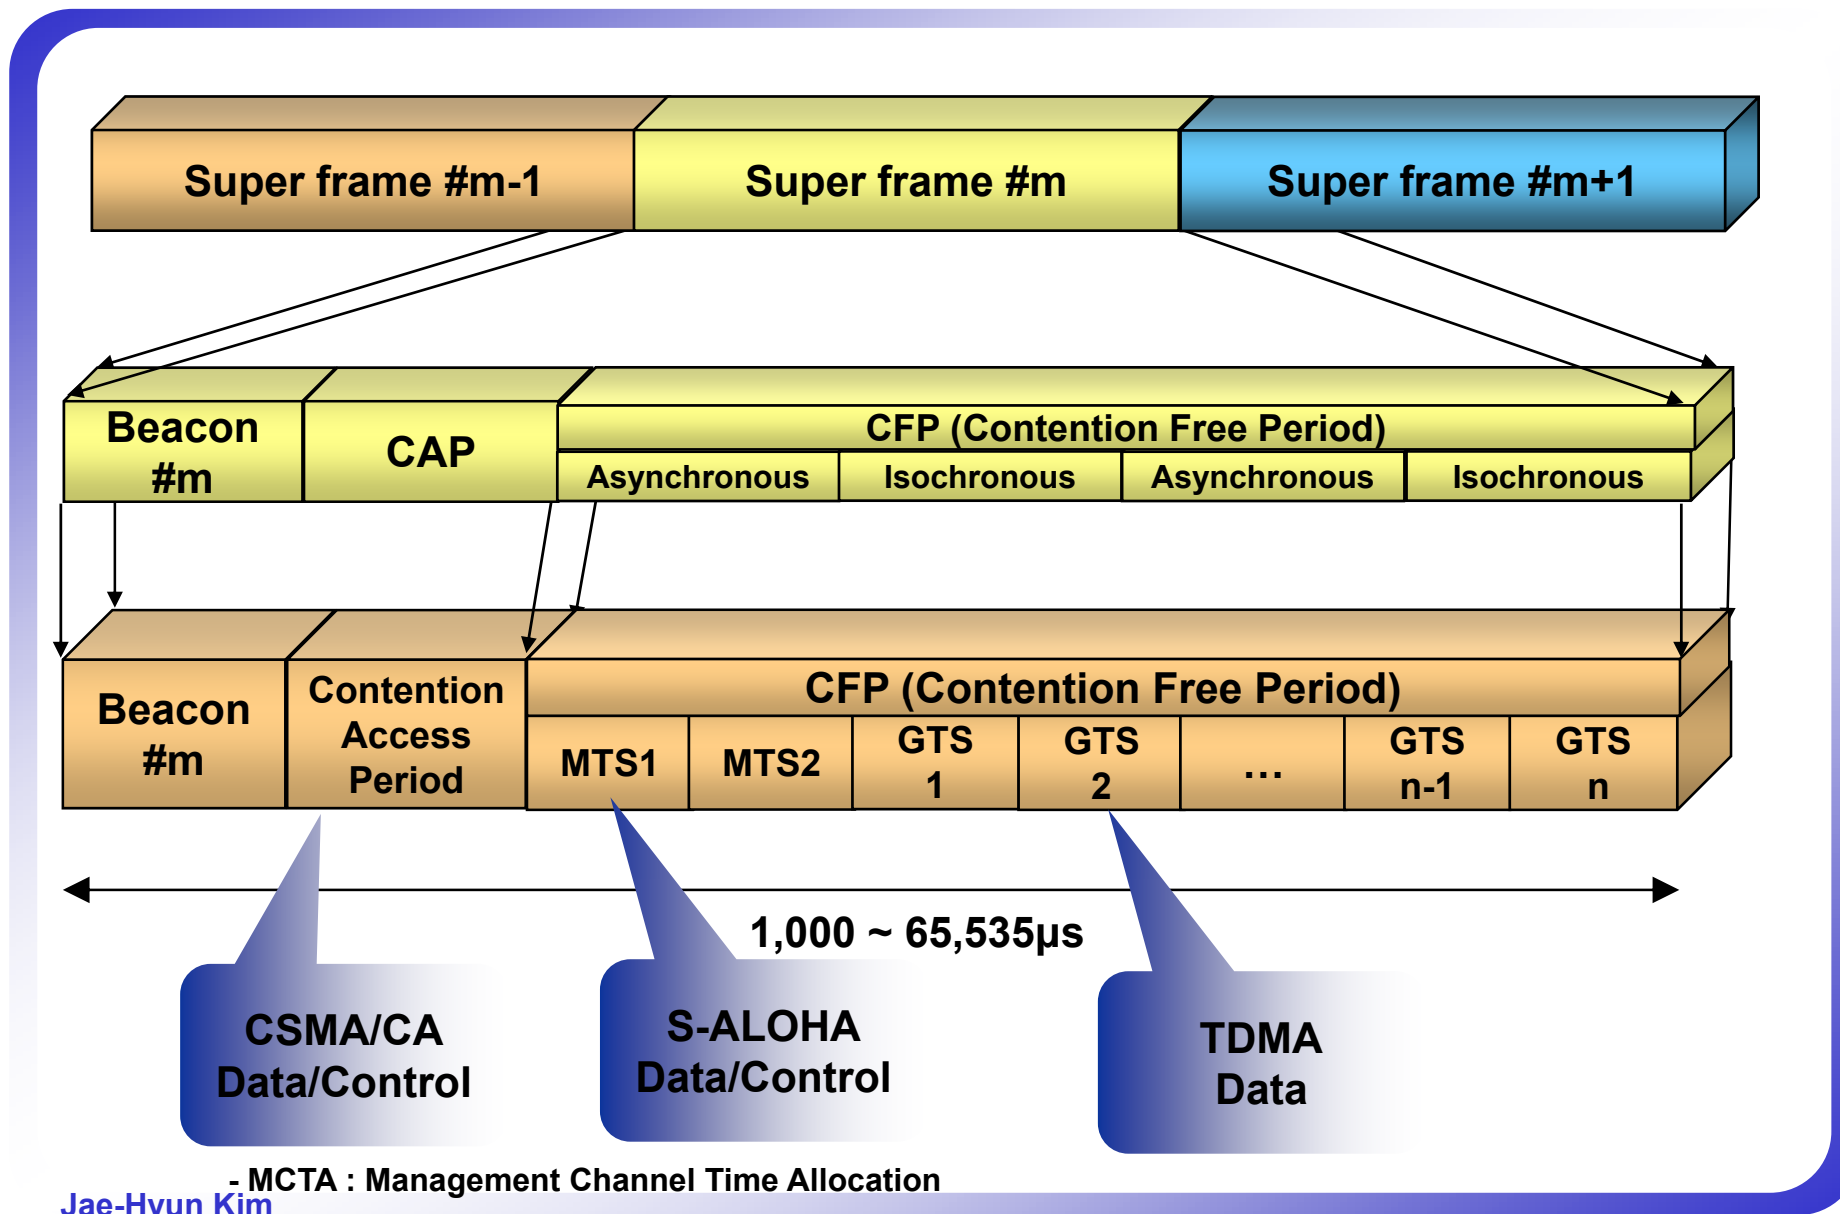 Super frame #m-1
Super frame #m
Super frame #m+1
Beacon
#m
CAP
CFP (Contention Free Period)
Asynchronous
Isochronous
Asynchronous
Isochronous
Beacon
#m
Contention
Access
Period
CFP (Contention Free Period)
MTS1
MTS2
GTS
1
GTS
2
...
GTS
n-1
GTS
n
1,000 ~ 65,535µs
CSMA/CA
Data/Control
S-ALOHA
Data/Control
TDMA
Data
- MCTA : Management Channel Time Allocation
Jae-Hyun Kim